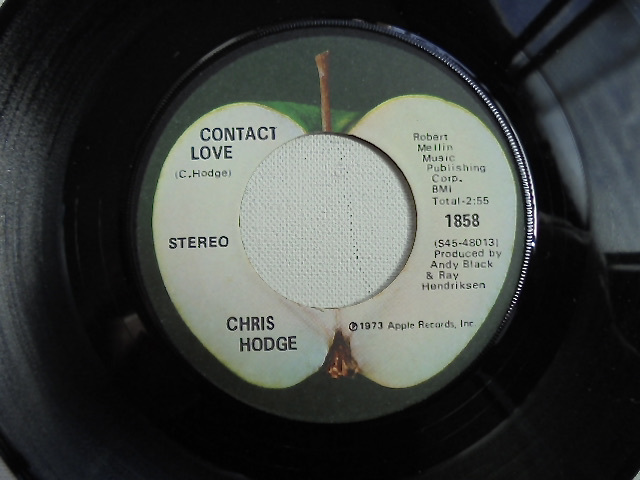 CONTACT
LOVE
(C.Hodge)
STEREO
CHRIS
HODGE
Robert
Mellin
Music
Publishing
Corp.
BMI
Total-2:55
1858
(S45-48013)
Produced by
Andy Black
& Ray
Hendriksen
℗1973 Apple Records, Inc